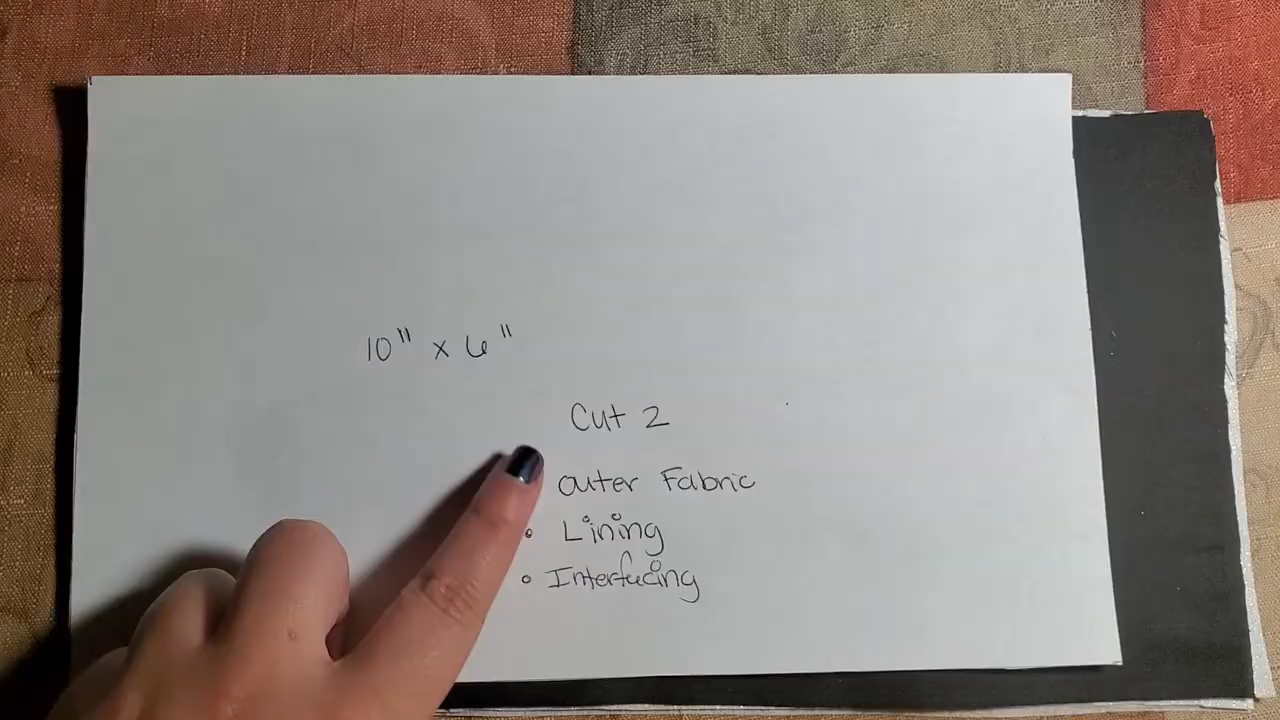 10" x 6"
Cut 2
outer Fabric
• Lining
• Interfacing